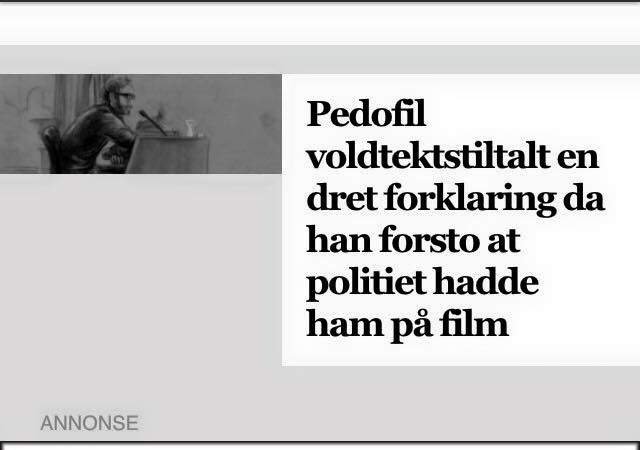 Pedofil
voldtektstiltalt en
dret forklaring da
han forsto at
politiet hadde
ham på film
ANNONSE